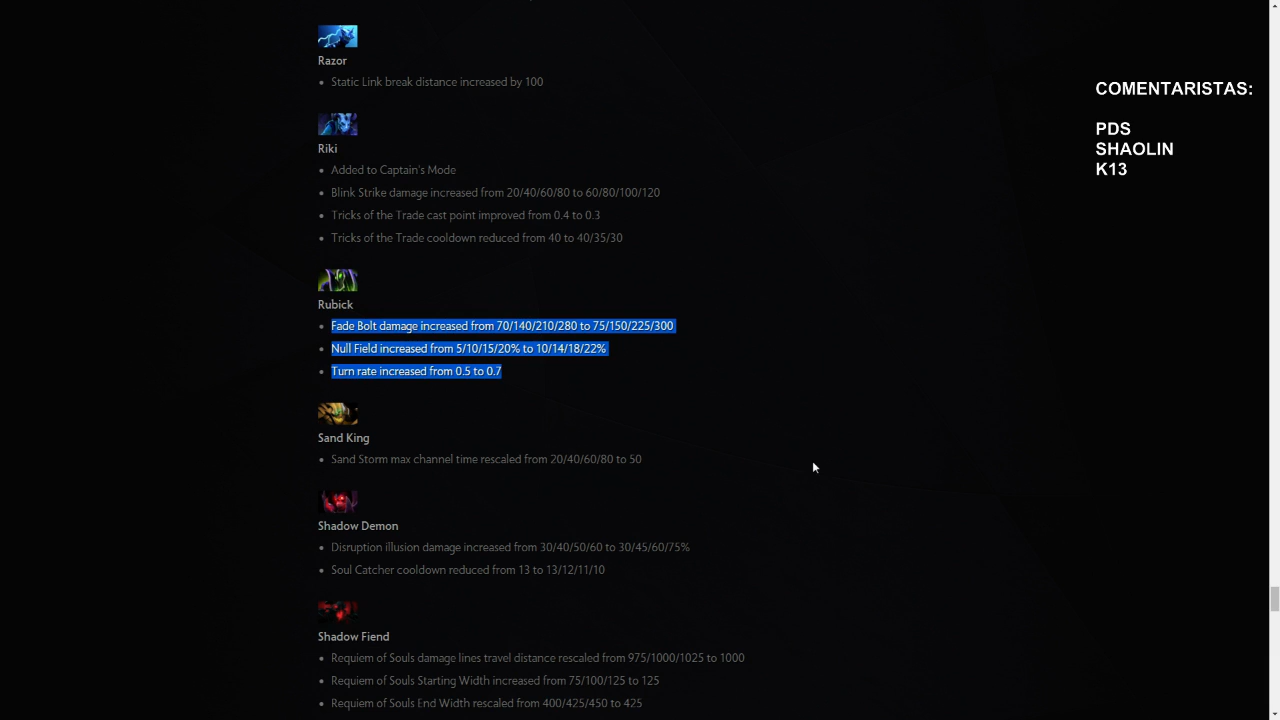 Razor
• Static Link break distance increased by 100
Riki
• Added to Captain's Mode
• Blink Strike damage increased from 20/40/60/80 to 60/80/100/120
• Tricks of the Trade cast point improved from 0.4 to 0.3
• Tricks of the Trade cooldown reduced from 40 to 40/35/30
Rubick
• Fade Bolt damage increased from 70/140/210/280 to 75/150/225/300
• Null Field increased from 5/10/15/20% to 10/14/18/22%
• Turn rate increased from 0.5 to 0.7
Sand King
• Sand Storm max channel time rescaled from 20/40/60/80 to 50
Shadow Demon
• Disruption illusion damage increased from 30/40/50/60 to 30/45/60/75%
• Soul Catcher cooldown reduced from 13 to 13/12/11/10
Shadow Fiend
• Requiem of Souls damage lines travel distance rescaled from 975/1000/1025 to 1000
• Requiem of Souls Starting Width increased from 75/100/125 to 125
• Requiem of Souls End Width rescaled from 400/425/450 to 425
COMENTARISTAS:
PDS
SHAOLIN
K13